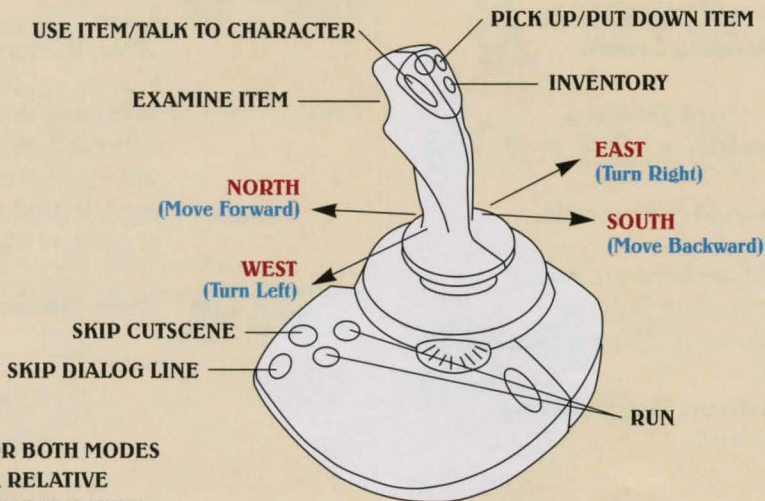 USE ITEM/TALK TO CHARACTER
PICK UP/PUT DOWN ITEM
EXAMINE ITEM
INVENTORY
EAST
(Turn Right)
NORTH
(Move Forward)
SOUTH
(Move Backward)
WEST
(Turn Left)
SKIP CUTSCENE
SKIP DIALOG LINE
RUN
R BOTH MODES
RELATIVE